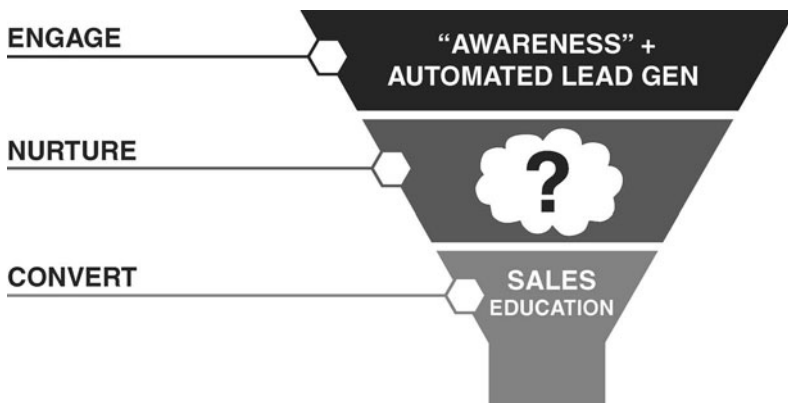 ENGAGE
“AWARENESS” +
AUTOMATED LEAD GEN
NURTURE
?
CONVERT
SALES
EDUCATION